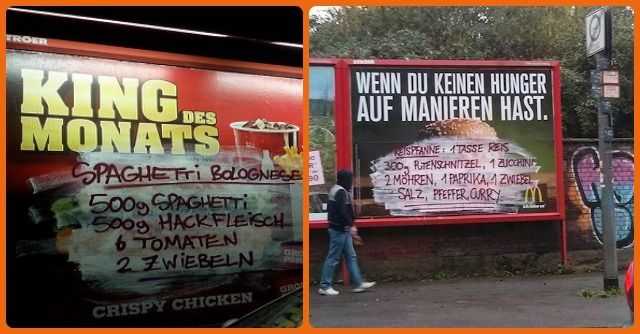 STRÖER
KING
DES
MONATS
SPAGHETTI BOLOGNESE
500g SPAGHETTI
500g HACKFLEISCH
6 TOMATEN
2 ZWIEBELN
CRISPY CHICKEN
STRÖER
WENN DU KEINEN HUNGER
AUF MANIEREN HAST.
REISPFANNE: 1 TASSE REIS
300g PUTENSCHNITZEL, 1 ZUCCHINI
2 MÖHREN, 1 PAPRIKA, 1 ZWIEBEL
SALZ, PFEFFER, CURRY